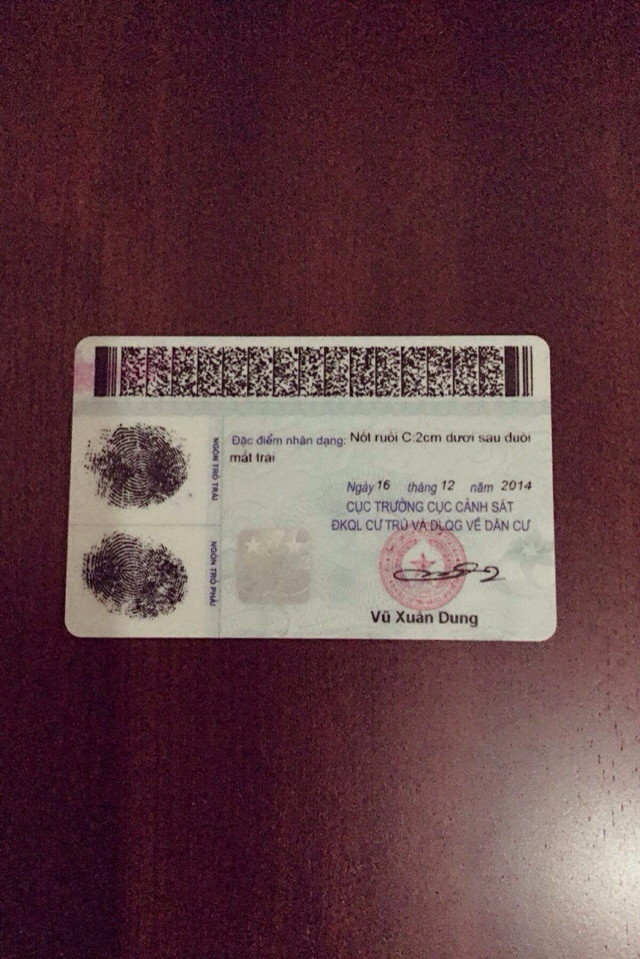 NGÓN TRỎ TRÁI
Đặc điểm nhân dạng: Nốt ruồi C:2cm dưới sau đuôi
mắt trái
Ngày 16 tháng 12 năm 2014
CỤC TRƯỞNG CỤC CẢNH SÁT
ĐKQL CƯ TRÚ VÀ DLQG VỀ DÂN CƯ
NGÓN TRỎ PHẢI
Vũ Xuân Dung